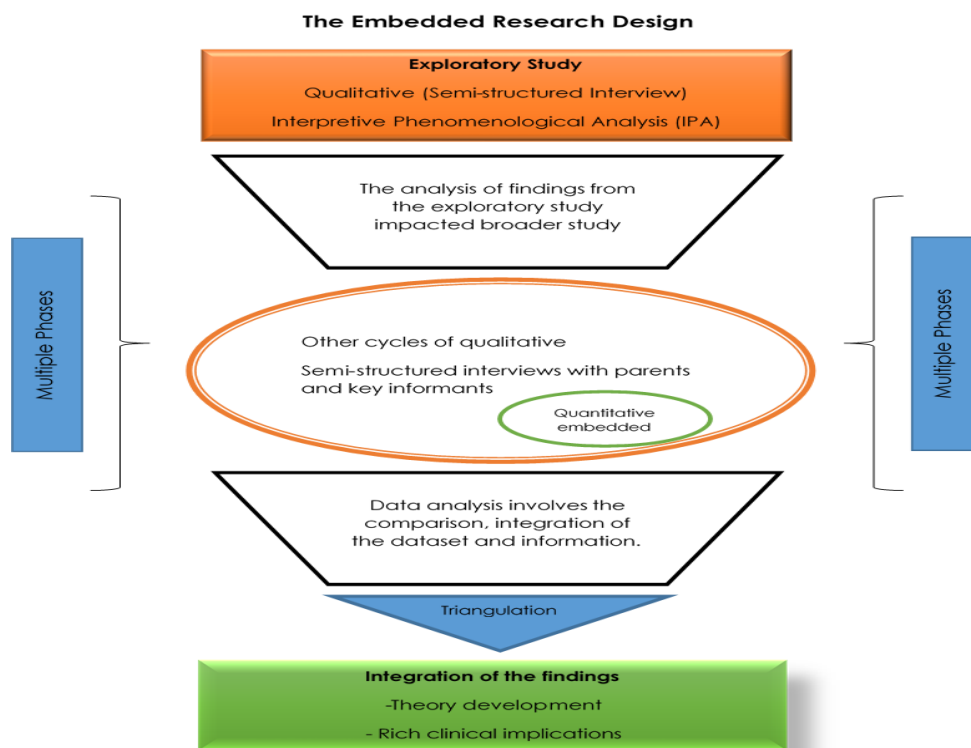 The Embedded Research Design
Exploratory Study
Qualitative (Semi-structured Interview)
Interpretive Phenomenological Analysis (IPA)
The analysis of findings from
the exploratory study
impacted broader study
Multiple Phases
Multiple Phases
Other cycles of qualitative
Semi-structured interviews with parents
and key informants
Quantitative
embedded
Data analysis involves the
comparison, integration of
the dataset and information.
Triangulation
Integration of the findings
-Theory development
- Rich clinical implications